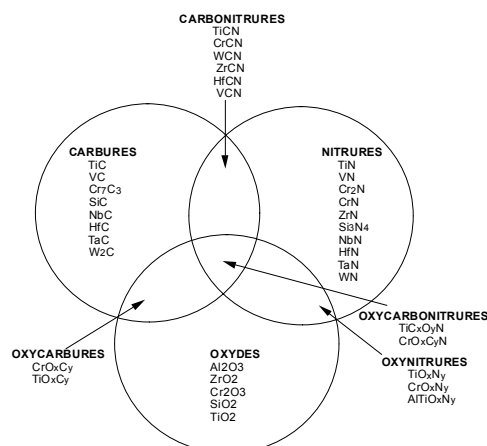 CARBONITRURES
TiCN
CrCN
WCN
ZrCN
HfCN
VCN
CARBURES
TiC
VC
Cr7C3
SiC
NbC
HfC
TaC
W2C
NITRURES
TiN
VN
Cr2N
CrN
ZrN
Si3N4
NbN
HfN
TaN
WN
OXYCARBONITRURES
TiCxOyN
CrOxCyN
OXYCARBURES
CrOxCy
TiOxCy
OXYDES
Al2O3
ZrO2
Cr2O3
SiO2
TiO2
OXYNITRURES
TiOxNy
CrOxNy
AlTiOxNy